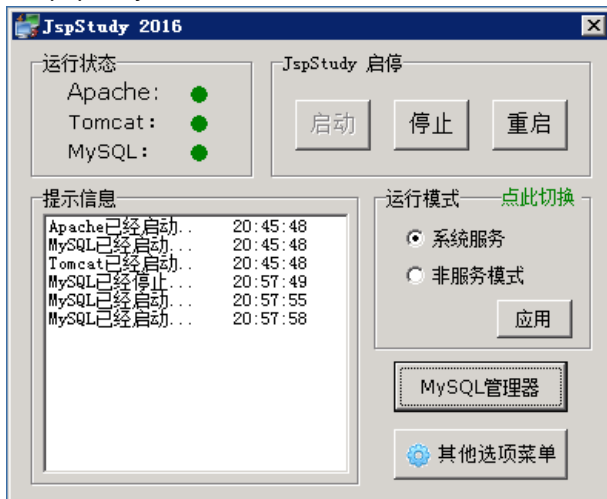 JspStudy 2016
运行状态
Apache:
Tomcat:
MySQL:
JspStudy 启停
启动
停止
重启
提示信息
Apache已经启动.. 20:45:48
MySQL已经启动... 20:45:48
Tomcat已经启动.. 20:45:48
MySQL已经停止... 20:57:49
MySQL已经启动... 20:57:55
MySQL已经启动... 20:57:58
运行模式 点此切换
系统服务
非服务模式
应用
MySQL管理器
其他选项菜单